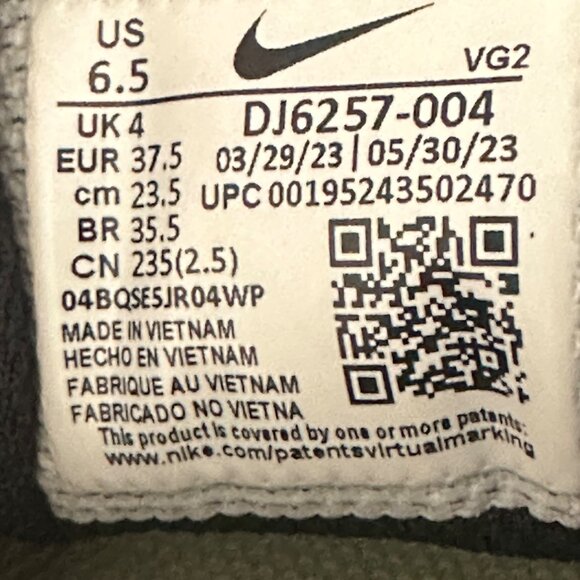 US
6.5
VG2
UK 4
DJ6257-004
EUR 37.5
03/29/23 | 05/30/23
cm 23.5
UPC 00195243502470
BR 35.5
CN 235(2.5)
04BQSE5JR04WP
MADE IN VIETNAM
HECHO EN VIETNAM
FABRIQUE AU VIETNAM
FABRICADO NO VIETNA
This product is covered by one or more patents:
www.nike.com/patentsvirtualmarking